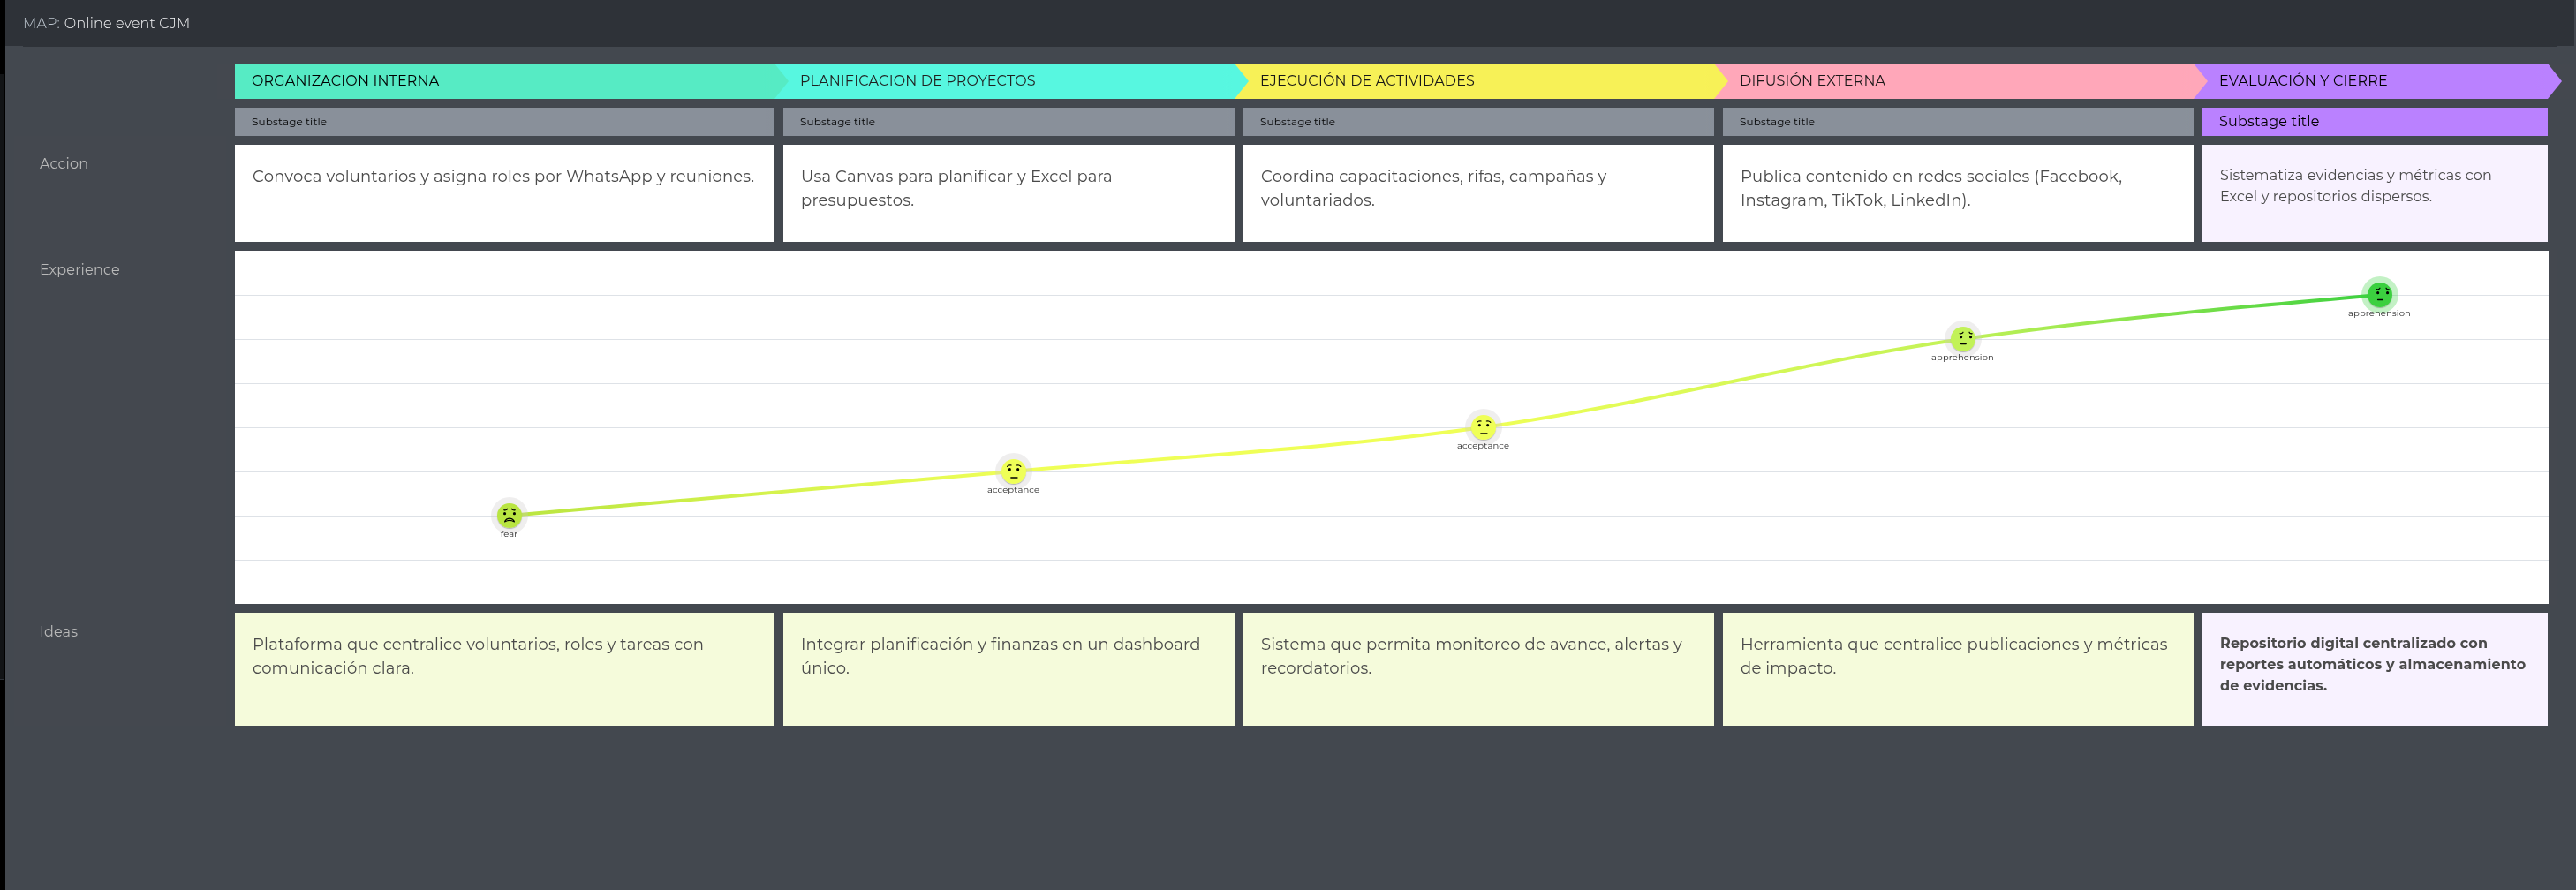 MAP: Online event CJM
ORGANIZACION INTERNA
PLANIFICACION DE PROYECTOS
EJECUCIÓN DE ACTIVIDADES
DIFUSIÓN EXTERNA
EVALUACIÓN Y CIERRE
Substage title
Substage title
Substage title
Substage title
Substage title
Accion
Convoca voluntarios y asigna roles por WhatsApp y reuniones.
Usa Canvas para planificar y Excel para
presupuestos.
Coordina capacitaciones, rifas, campañas y
voluntariados.
Publica contenido en redes sociales (Facebook,
Instagram, TikTok, LinkedIn).
Sistematiza evidencias y métricas con
Excel y repositorios dispersos.
Experience
fear
acceptance
acceptance
apprehension
apprehension
Ideas
Plataforma que centralice voluntarios, roles y tareas con
comunicación clara.
Integrar planificación y finanzas en un dashboard
único.
Sistema que permita monitoreo de avance, alertas y
recordatorios.
Herramienta que centralice publicaciones y métricas
de impacto.
Repositorio digital centralizado con
reportes automáticos y almacenamiento
de evidencias.